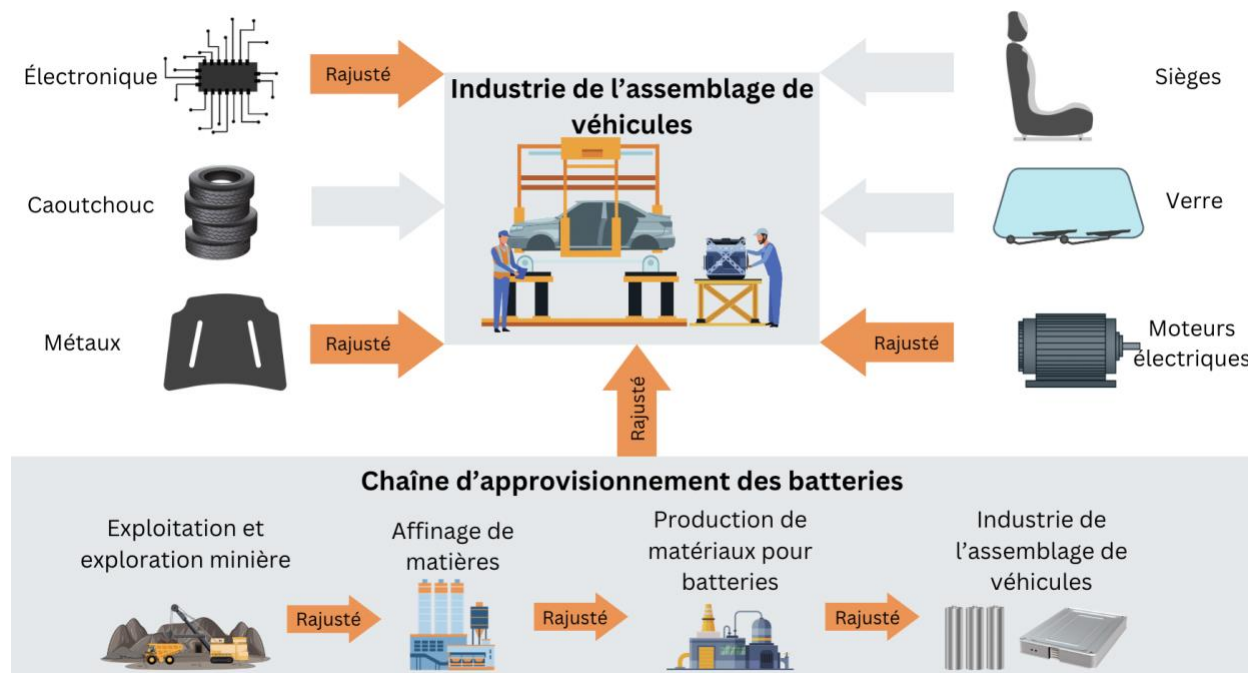 Électronique
Rajusté
Industrie de l’assemblage de
véhicules
Sièges
Caoutchouc
Verre
Métaux
Rajusté
Rajusté
Moteurs
électriques
Rajusté
Chaîne d’approvisionnement des batteries
Exploitation et
exploration minière
Rajusté
Affinage de
matières
Rajusté
Production de
matériaux pour
batteries
Rajusté
Industrie de
l’assemblage de
véhicules